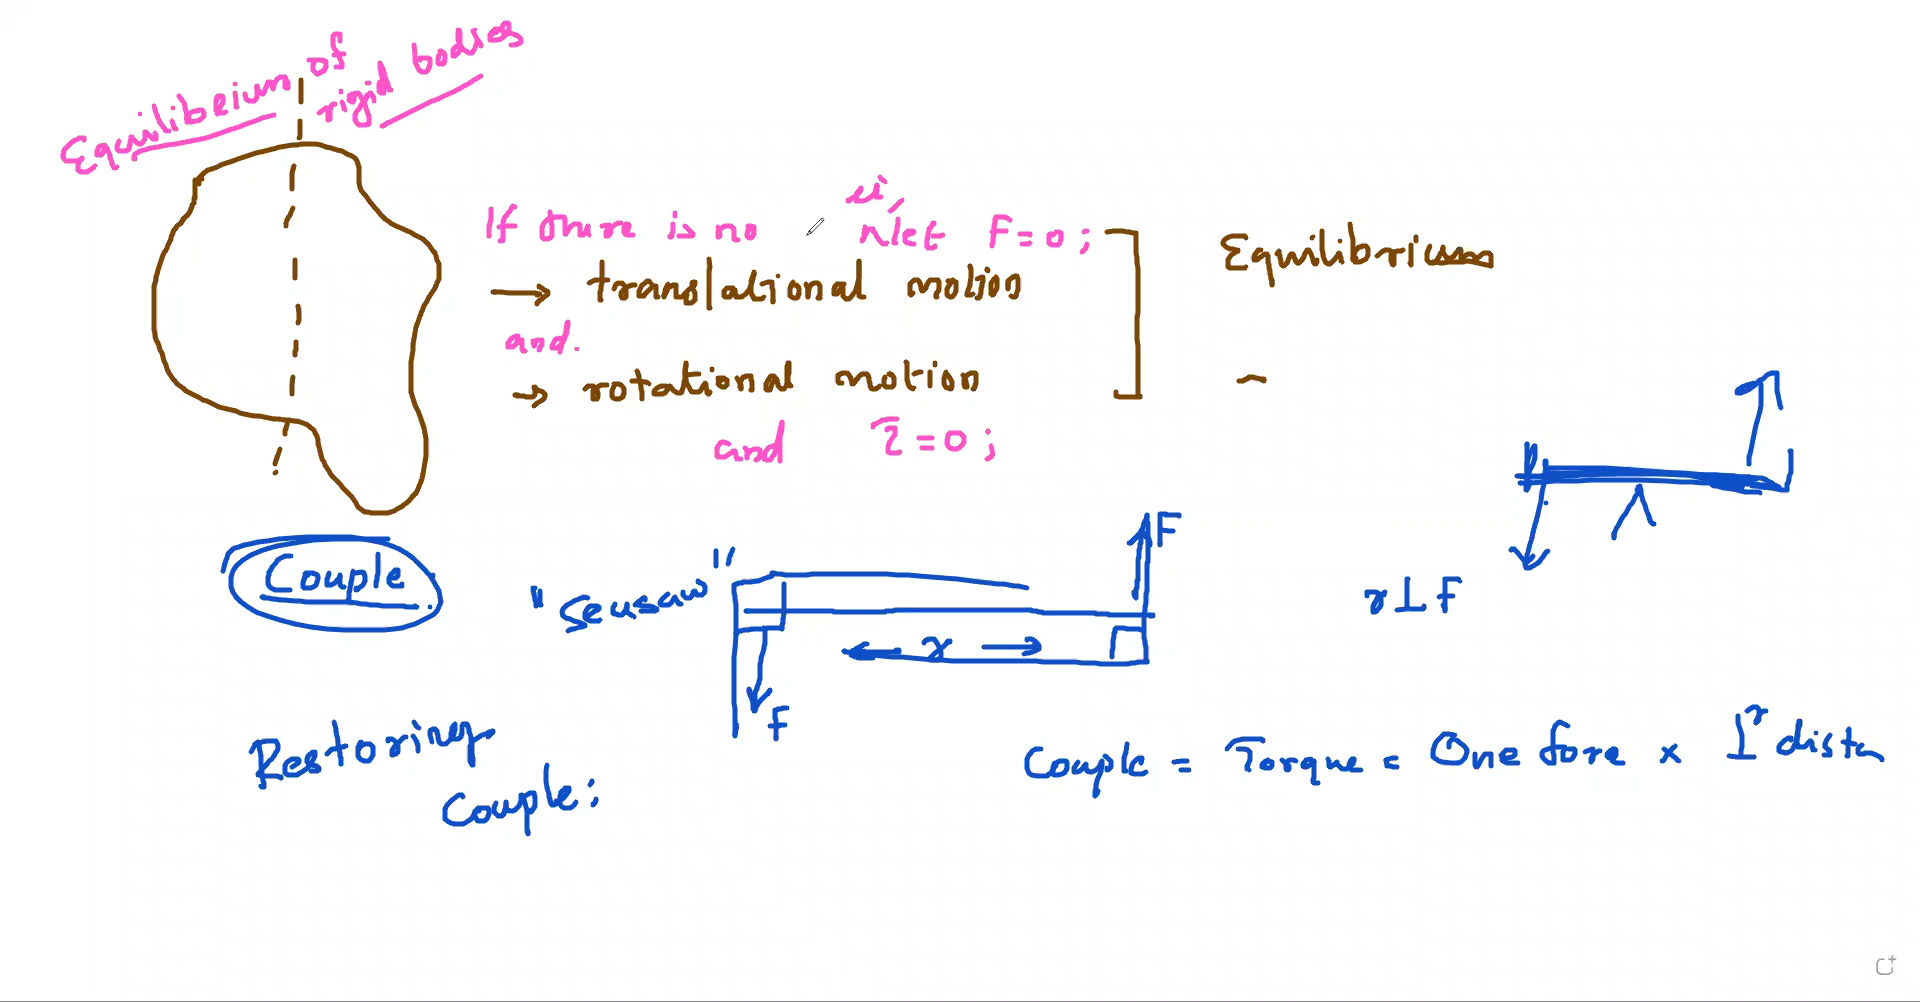 Equilibrium of
rigid bodies
If there is no net F=0;
→ translational motion
and.
→ rotational motion
and τ=0;
Equilibrium
Couple
"Seesaw"
F
x
F
r⊥F
Restoring
Couple:
Couple = Torque = One force × ⊥r dista